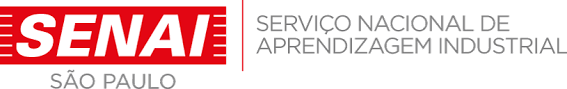 SENAI
SÃO PAULO
SERVIÇO NACIONAL DE
APRENDIZAGEM INDUSTRIAL